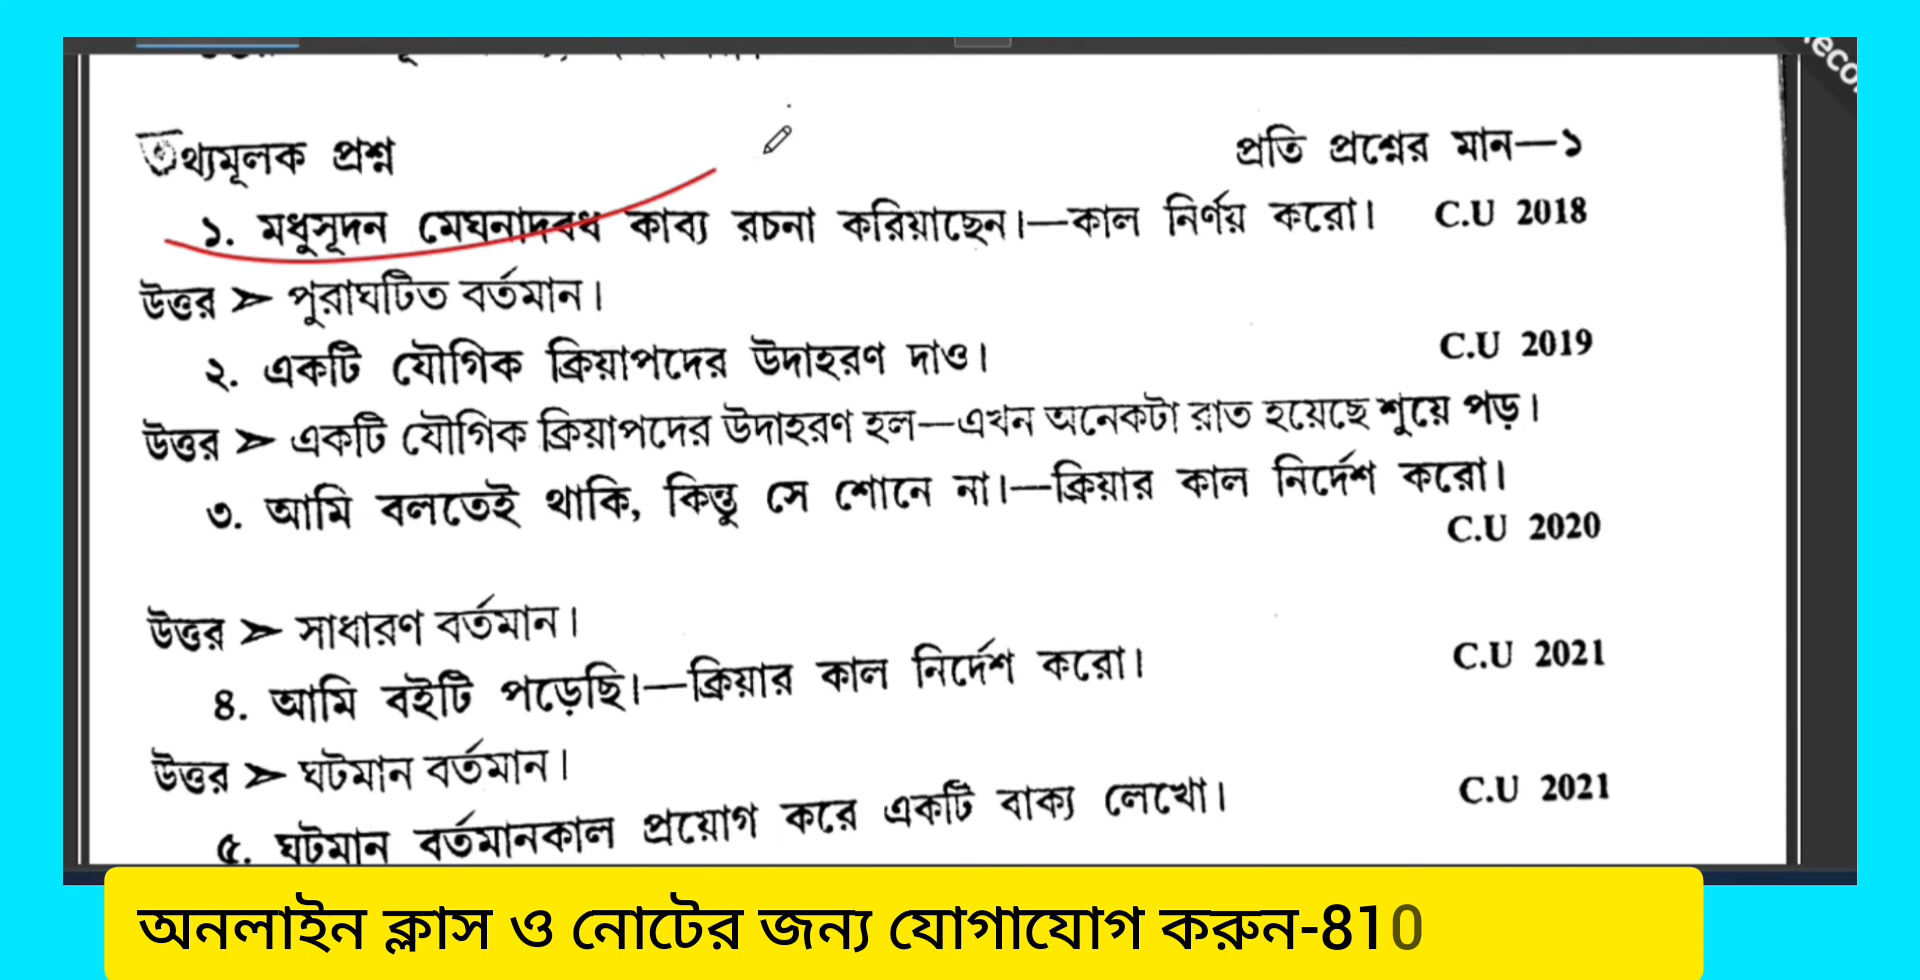 তথ্যমূলক প্রশ্ন প্রতি প্রশ্নের মান—১
১. মধুসূদন মেঘনাদবধ কাব্য রচনা করিয়াছেন।—কাল নির্ণয় করো। C.U 2018
উত্তর ➢ পুরাঘটিত বর্তমান।
২. একটি যৌগিক ক্রিয়াপদের উদাহরণ দাও। C.U 2019
উত্তর ➢ একটি যৌগিক ক্রিয়াপদের উদাহরণ হল—এখন অনেকটা রাত হয়েছে শুয়ে পড়।
৩. আমি বলতেই থাকি, কিন্তু সে শোনে না।—ক্রিয়ার কাল নির্দেশ করো।
C.U 2020
উত্তর ➢ সাধারণ বর্তমান।
৪. আমি বইটি পড়েছি।—ক্রিয়ার কাল নির্দেশ করো। C.U 2021
উত্তর ➢ ঘটমান বর্তমান।
৫. ঘটমান বর্তমানকাল প্রয়োগ করে একটি বাক্য লেখো। C.U 2021
অনলাইন ক্লাস ও নোটের জন্য যোগাযোগ করুন-810